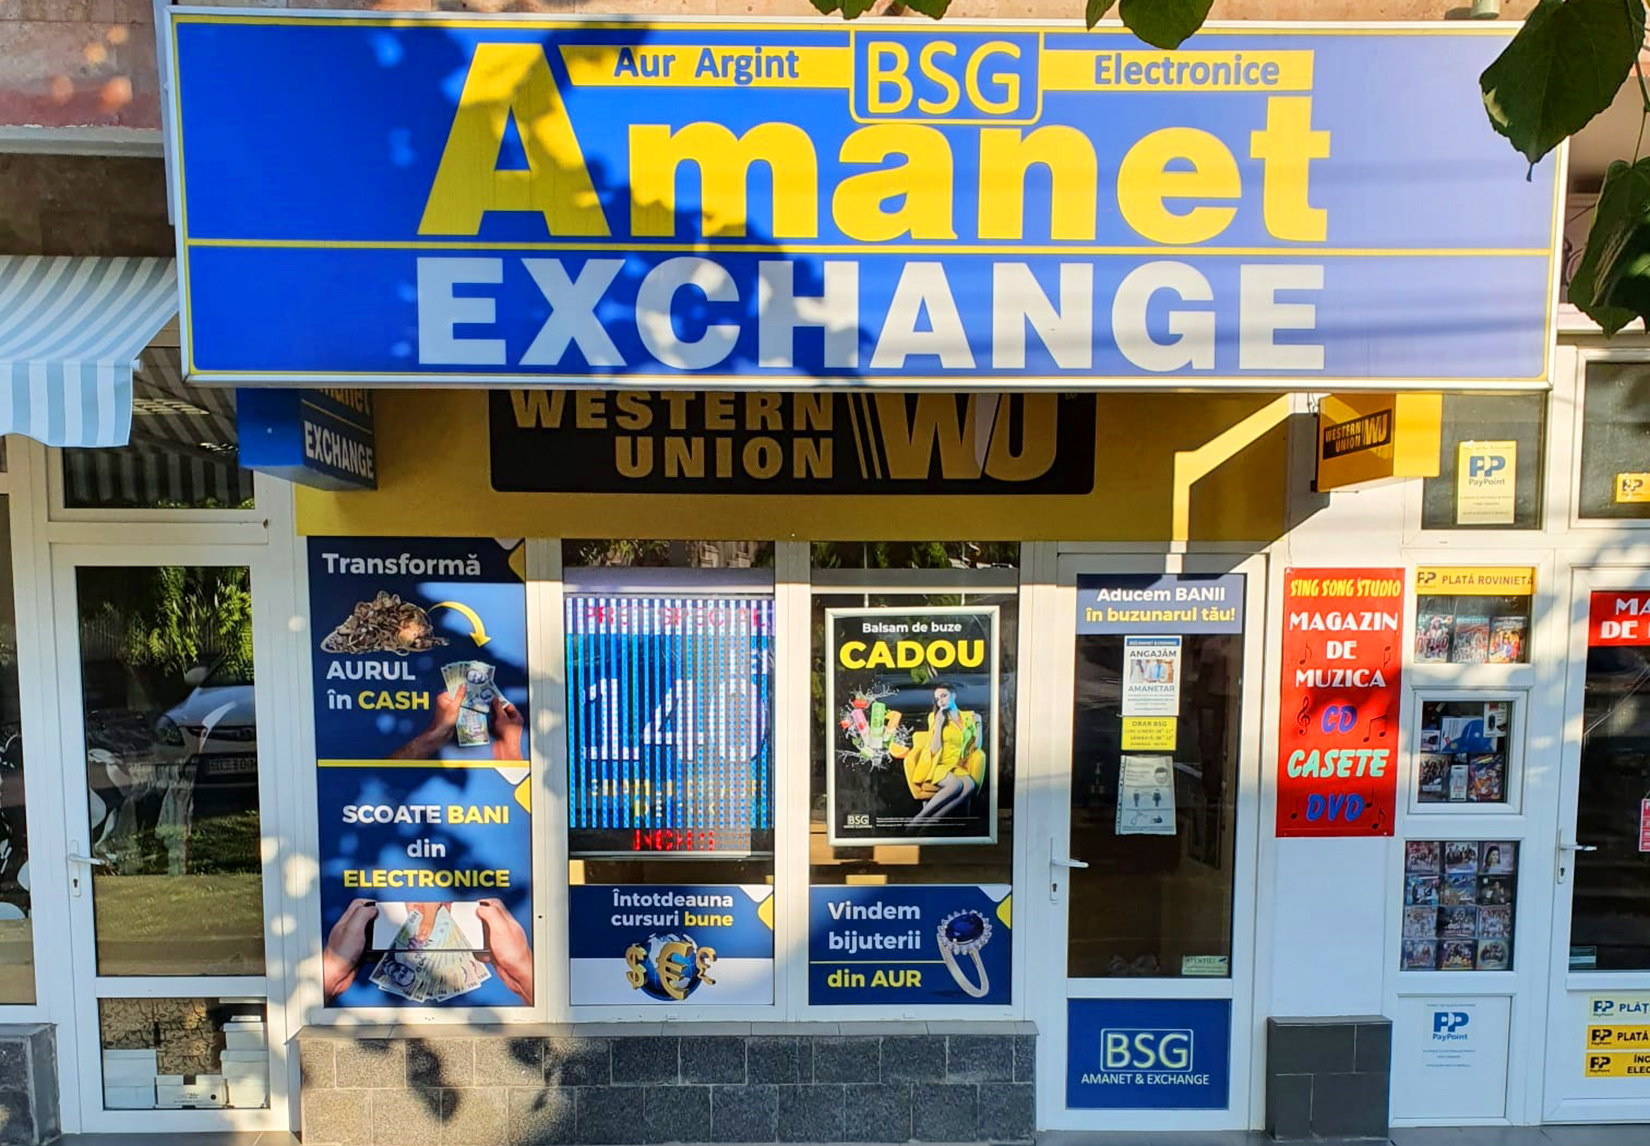 Aur Argint
BSG
Electronice
Amanet
EXCHANGE
EXCHANGE
WESTERN
UNION
WU
WESTERN
UNION
WU
PayPoint
Transformă
AURUL
în CASH
SCOATE BANI
din
ELECTRONICE
140
Întotdeauna
cursuri bune
Balsam de buze
CADOU
BSG
Vindem
bijuterii
din AUR
Aducem BANII
în buzunarul tău!
ANGAJĂM
AMANETAR
ORAR BSG
BSG
AMANET & EXCHANGE
SING SONG STUDIO
MAGAZIN
DE
MUZICA
CD
CASETE
DVD
PLATĂ ROVINIETĂ
PayPoint